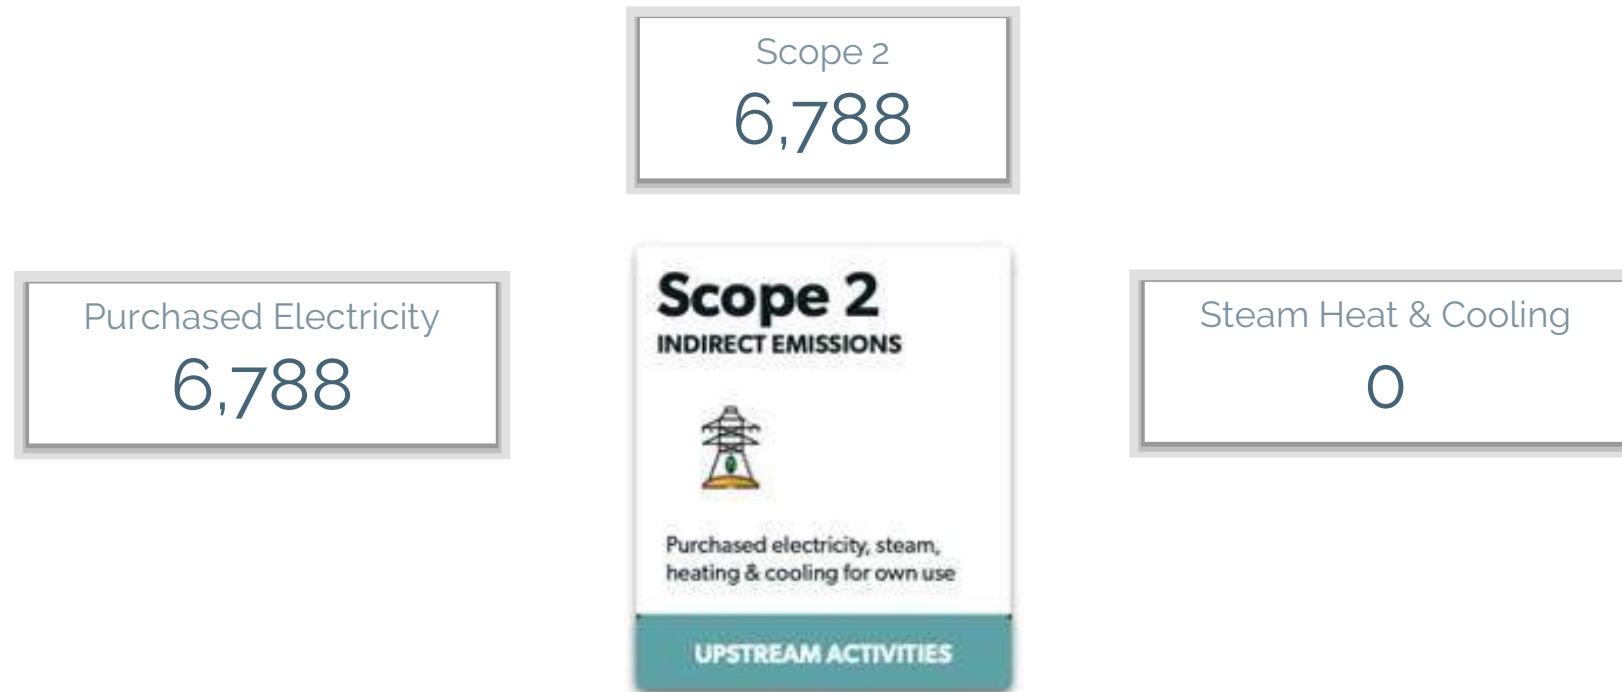 Scope 2
6,788
Purchased Electricity
6,788
Scope 2
INDIRECT EMISSIONS
Purchased electricity, steam,
heating & cooling for own use
UPSTREAM ACTIVITIES
Steam Heat & Cooling
0